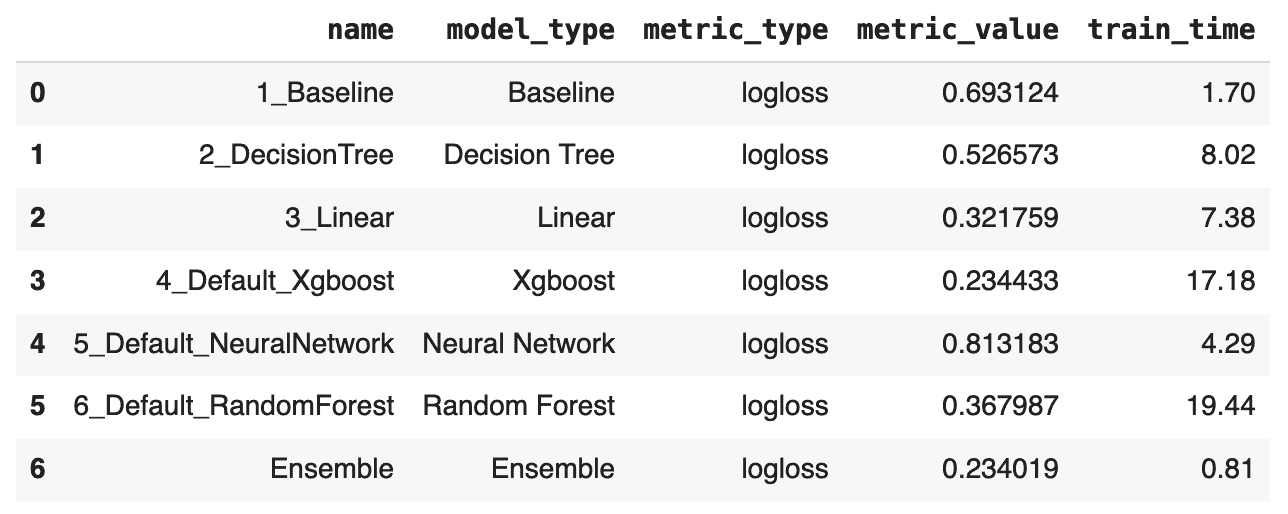 name model_type metric_type metric_value train_time
0 1_Baseline Baseline logloss 0.693124 1.70
1 2_DecisionTree Decision Tree logloss 0.526573 8.02
2 3_Linear Linear logloss 0.321759 7.38
3 4_Default_Xgboost Xgboost logloss 0.234433 17.18
4 5_Default_NeuralNetwork Neural Network logloss 0.813183 4.29
5 6_Default_RandomForest Random Forest logloss 0.367987 19.44
6 Ensemble Ensemble logloss 0.234019 0.81